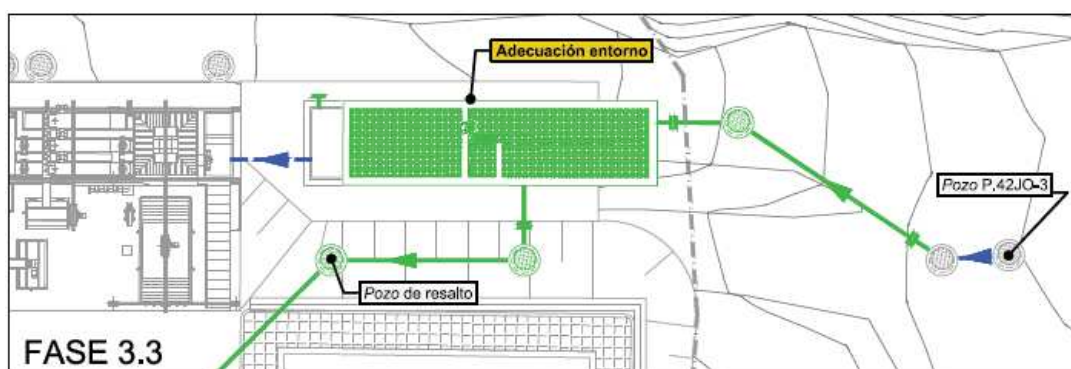 Adecuación entorno
Pozo P.42JO-3
Pozo de resalto
FASE 3.3